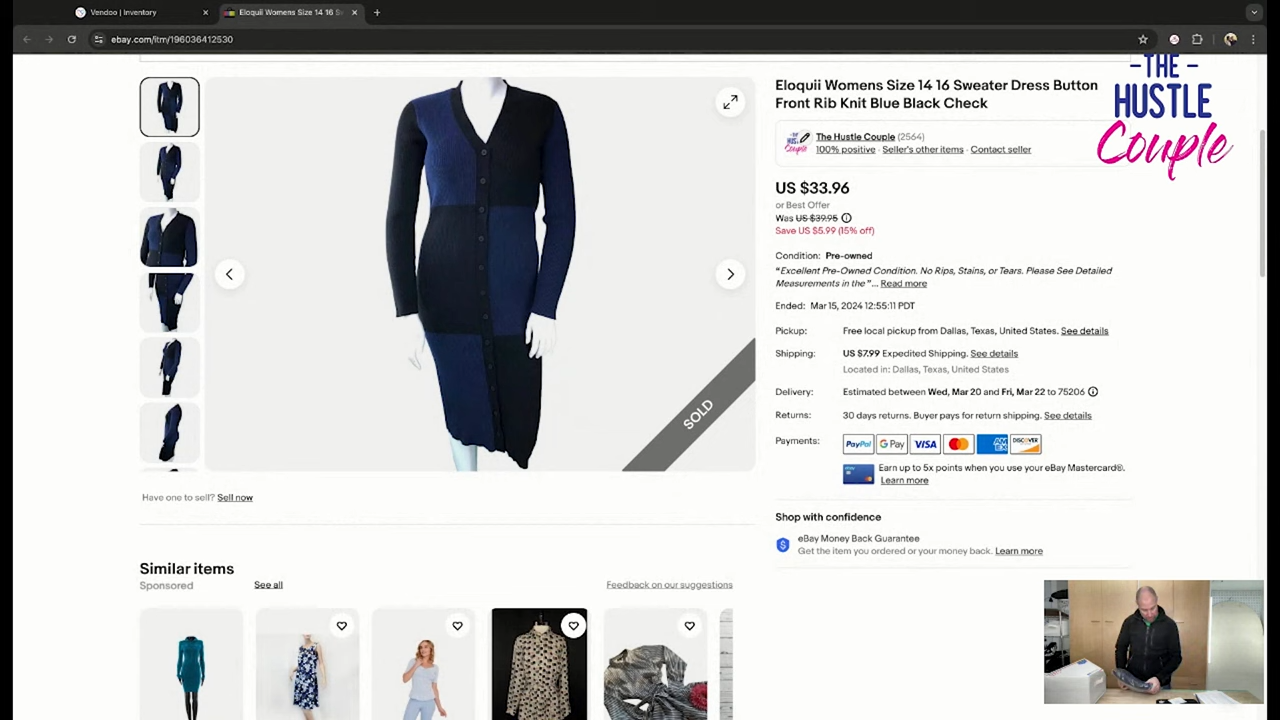 Vendoo | Inventory
Eloquii Womens Size 14 16 S
ebay.com/itm/196036412530
-THE-
HUSTLE
Couple
Eloquii Womens Size 14 16 Sweater Dress Button
Front Rib Knit Blue Black Check
The Hustle Couple (2564)
100% positive · Seller's other items · Contact seller
US $33.96
or Best Offer
Was US $39.95
Save US $5.99 (15% off)
Condition: Pre-owned
“Excellent Pre-Owned Condition. No Rips, Stains, or Tears. Please See Detailed
Measurements in the ”... Read more
Ended: Mar 15, 2024 12:55:11 PDT
Pickup: Free local pickup from Dallas, Texas, United States. See details
Shipping: US $7.99 Expedited Shipping. See details
Located in: Dallas, Texas, United States
Delivery: Estimated between Wed, Mar 20 and Fri, Mar 22 to 75206
Returns: 30 days returns. Buyer pays for return shipping. See details
Payments: PayPal G Pay VISA mastercard AM EX DISCOVER
Earn up to 5x points when you use your eBay Mastercard®.
Learn more
SOLD
Have one to sell? Sell now
Shop with confidence
eBay Money Back Guarantee
Get the item you ordered or your money back. Learn more
Similar items
Sponsored See all Feedback on our suggestions